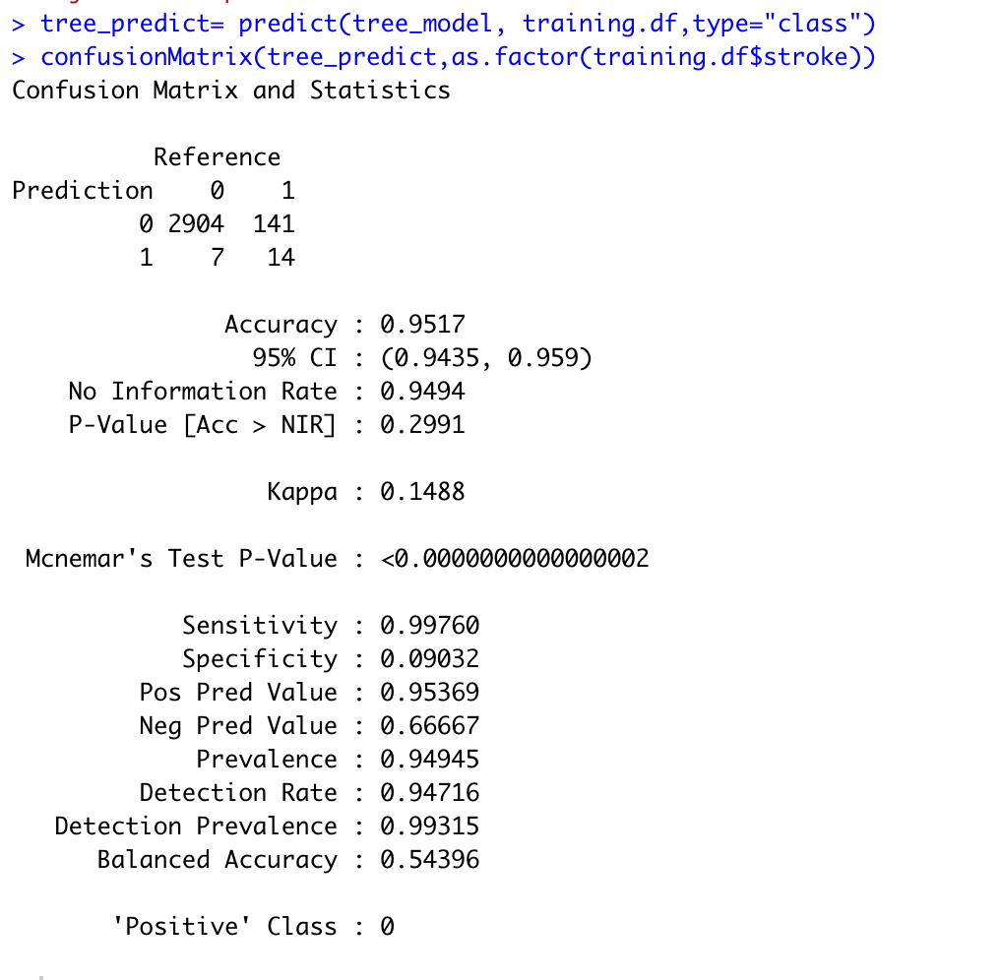 > tree_predict= predict(tree_model, training.df,type="class")
> confusionMatrix(tree_predict,as.factor(training.df$stroke))
Confusion Matrix and Statistics
          Reference
Prediction    0    1
         0 2904  141
         1    7   14
               Accuracy : 0.9517
                 95% CI : (0.9435, 0.959)
    No Information Rate : 0.9494
    P-Value [Acc > NIR] : 0.2991
                  Kappa : 0.1488
 Mcnemar's Test P-Value : <0.0000000000000002
            Sensitivity : 0.99760
            Specificity : 0.09032
         Pos Pred Value : 0.95369
         Neg Pred Value : 0.66667
             Prevalence : 0.94945
         Detection Rate : 0.94716
   Detection Prevalence : 0.99315
      Balanced Accuracy : 0.54396
       'Positive' Class : 0